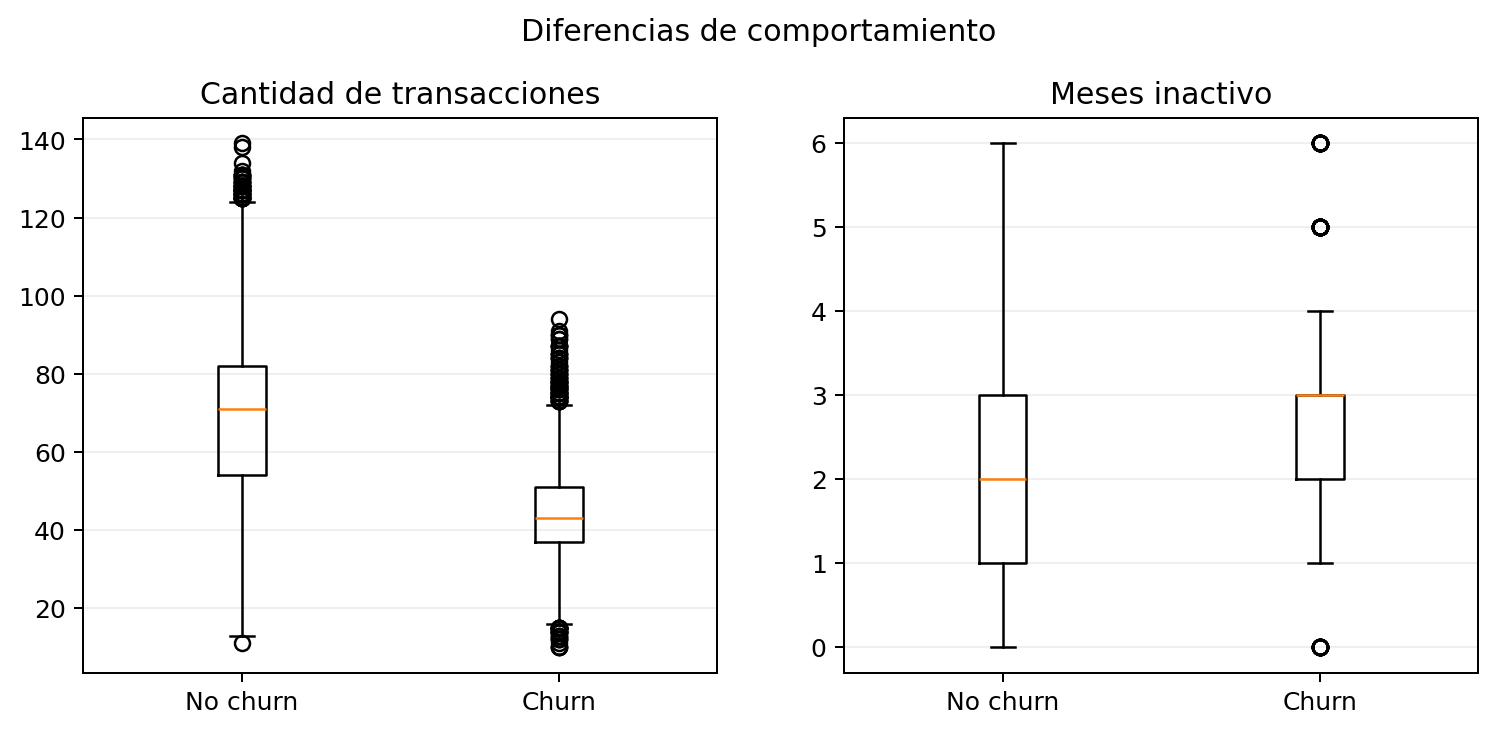 Diferencias de comportamiento
Cantidad de transacciones
140
120
100
80
60
40
20
No churn Churn
Meses inactivo
6
5
4
3
2
1
0
No churn Churn